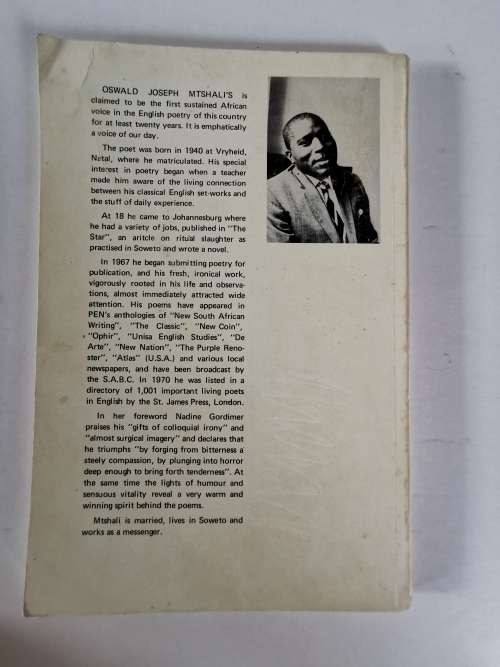 OSWALD JOSEPH MTSHALI'S is
claimed to be the first sustained African
voice in the English poetry of this country
for at least twenty years. It is emphatically
a voice of our day.
The poet was born in 1940 at Vryheid,
Natal, where he matriculated. His special
interest in poetry began when a teacher
made him aware of the living connection
between his classical English set-works and
the stuff of daily experience.
At 18 he came to Johannesburg where
he had a variety of jobs, published in "The
Star", an aritcle on ritual slaughter as
practised in Soweto and wrote a novel.
In 1967 he began submitting poetry for
publication, and his fresh, ironical work,
vigorously rooted in his life and observa-
tions, almost immediately attracted wide
attention. His poems have appeared in
PEN's anthologies of "New South African
Writing", "The Classic", "New Coin",
"Ophir", "Unisa English Studies", "De
Arte", "New Nation", "The Purple Reno-
ster", "Atlas" (U.S.A.) and various local
newspapers, and have been broadcast by
the S.A.B.C. In 1970 he was listed in a
directory of 1,001 important living poets
in English by the St. James Press, London.
In her foreword Nadine Gordimer
praises his "gifts of colloquial irony" and
"almost surgical imagery" and declares that
he triumphs "by forging from bitterness a
steely compassion, by plunging into horror
deep enough to bring forth tenderness". At
the same time the lights of humour and
sensuous vitality reveal a very warm and
winning spirit behind the poems.
Mtshali is married, lives in Soweto and
works as a messenger.